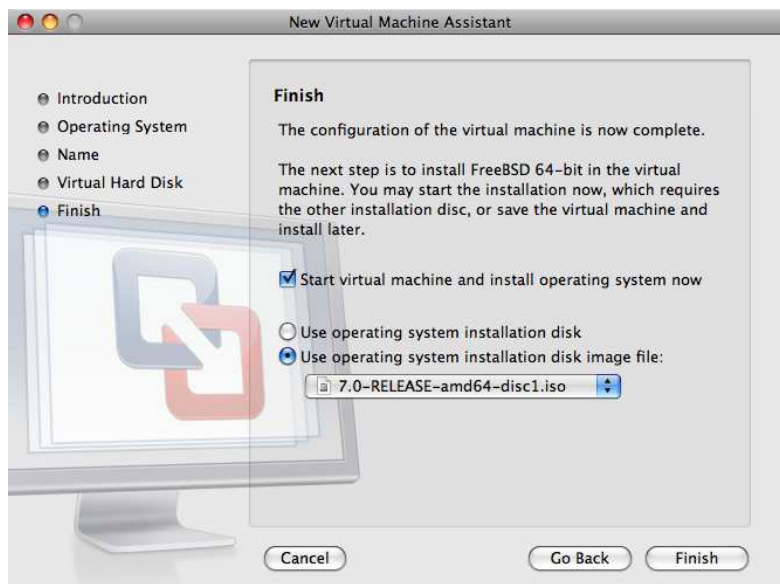 New Virtual Machine Assistant
Introduction
Operating System
Name
Virtual Hard Disk
Finish
Finish
The configuration of the virtual machine is now complete.
The next step is to install FreeBSD 64-bit in the virtual
machine. You may start the installation now, which requires
the other installation disc, or save the virtual machine and
install later.
Start virtual machine and install operating system now
Use operating system installation disk
Use operating system installation disk image file:
7.0-RELEASE-amd64-disc1.iso
Cancel
Go Back
Finish